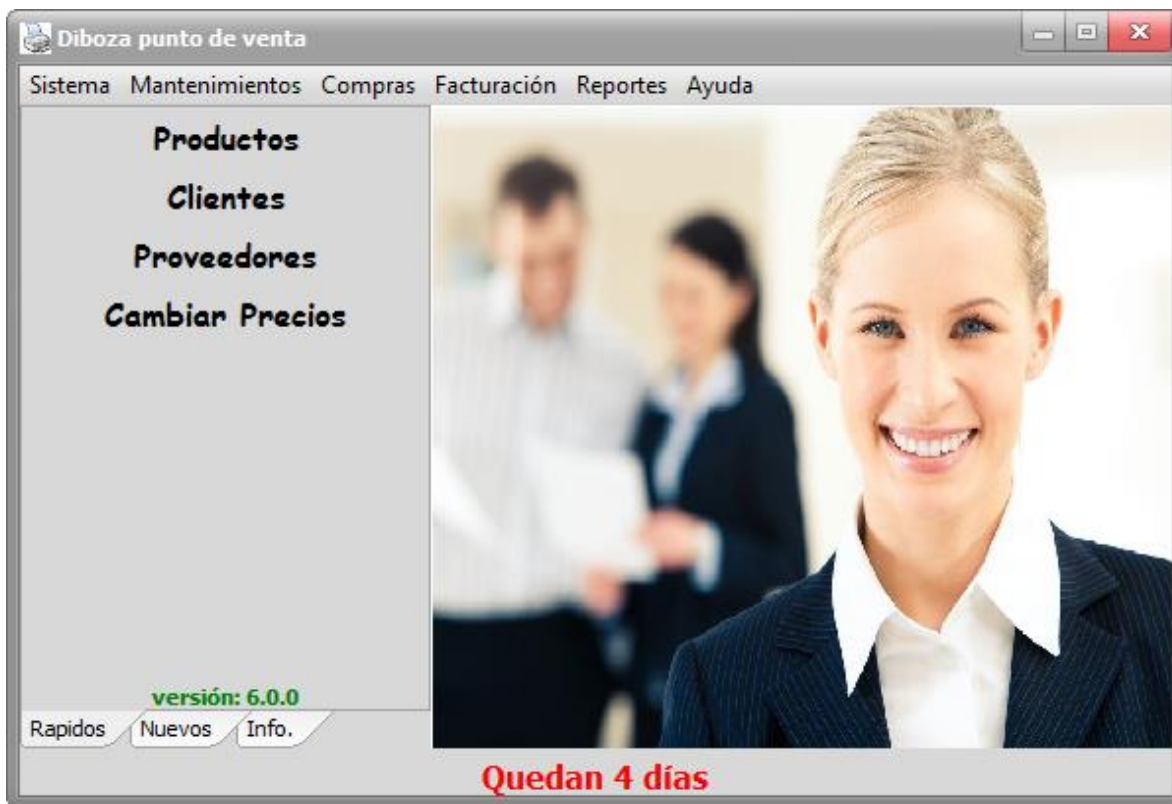 Diboza punto de venta
Sistema Mantenimientos Compras Facturación Reportes Ayuda
Productos
Clientes
Proveedores
Cambiar Precios
versión: 6.0.0
Rapidos Nuevos Info.
Quedan 4 días